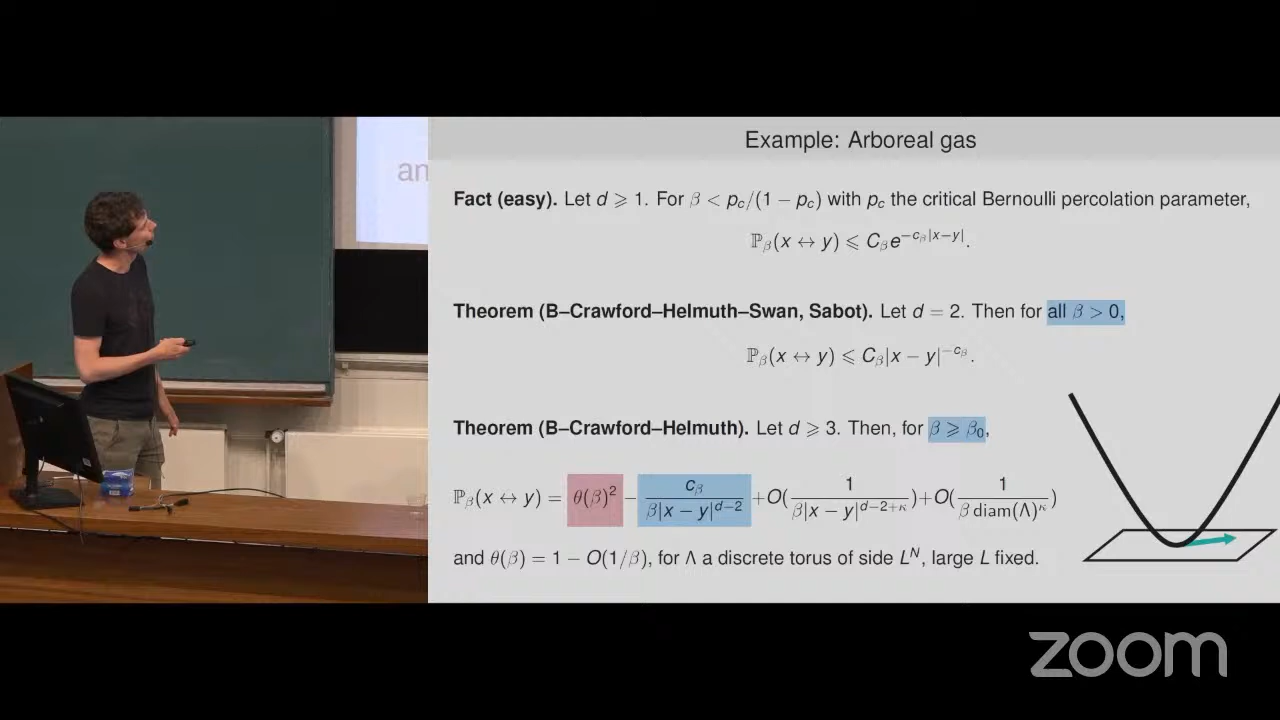 an
Example: Arboreal gas
Fact (easy). Let d ⩾ 1. For β < p_c/(1 − p_c) with p_c the critical Bernoulli percolation parameter,
ℙ_β(x ↔ y) ⩽ C_β e^{−c_β|x−y|}.
Theorem (B–Crawford–Helmuth–Swan, Sabot). Let d = 2. Then for all β > 0,
ℙ_β(x ↔ y) ⩽ C_β|x − y|^{−c_β}.
Theorem (B–Crawford–Helmuth). Let d ⩾ 3. Then, for β ⩾ β_0,
ℙ_β(x ↔ y) = θ(β)^2 − c_β/(β|x − y|^{d−2}) + O(1/(β|x − y|^{d−2+κ})) + O(1/(β diam(Λ)^κ))
and θ(β) = 1 − O(1/β), for Λ a discrete torus of side L^N, large L fixed.
zoom